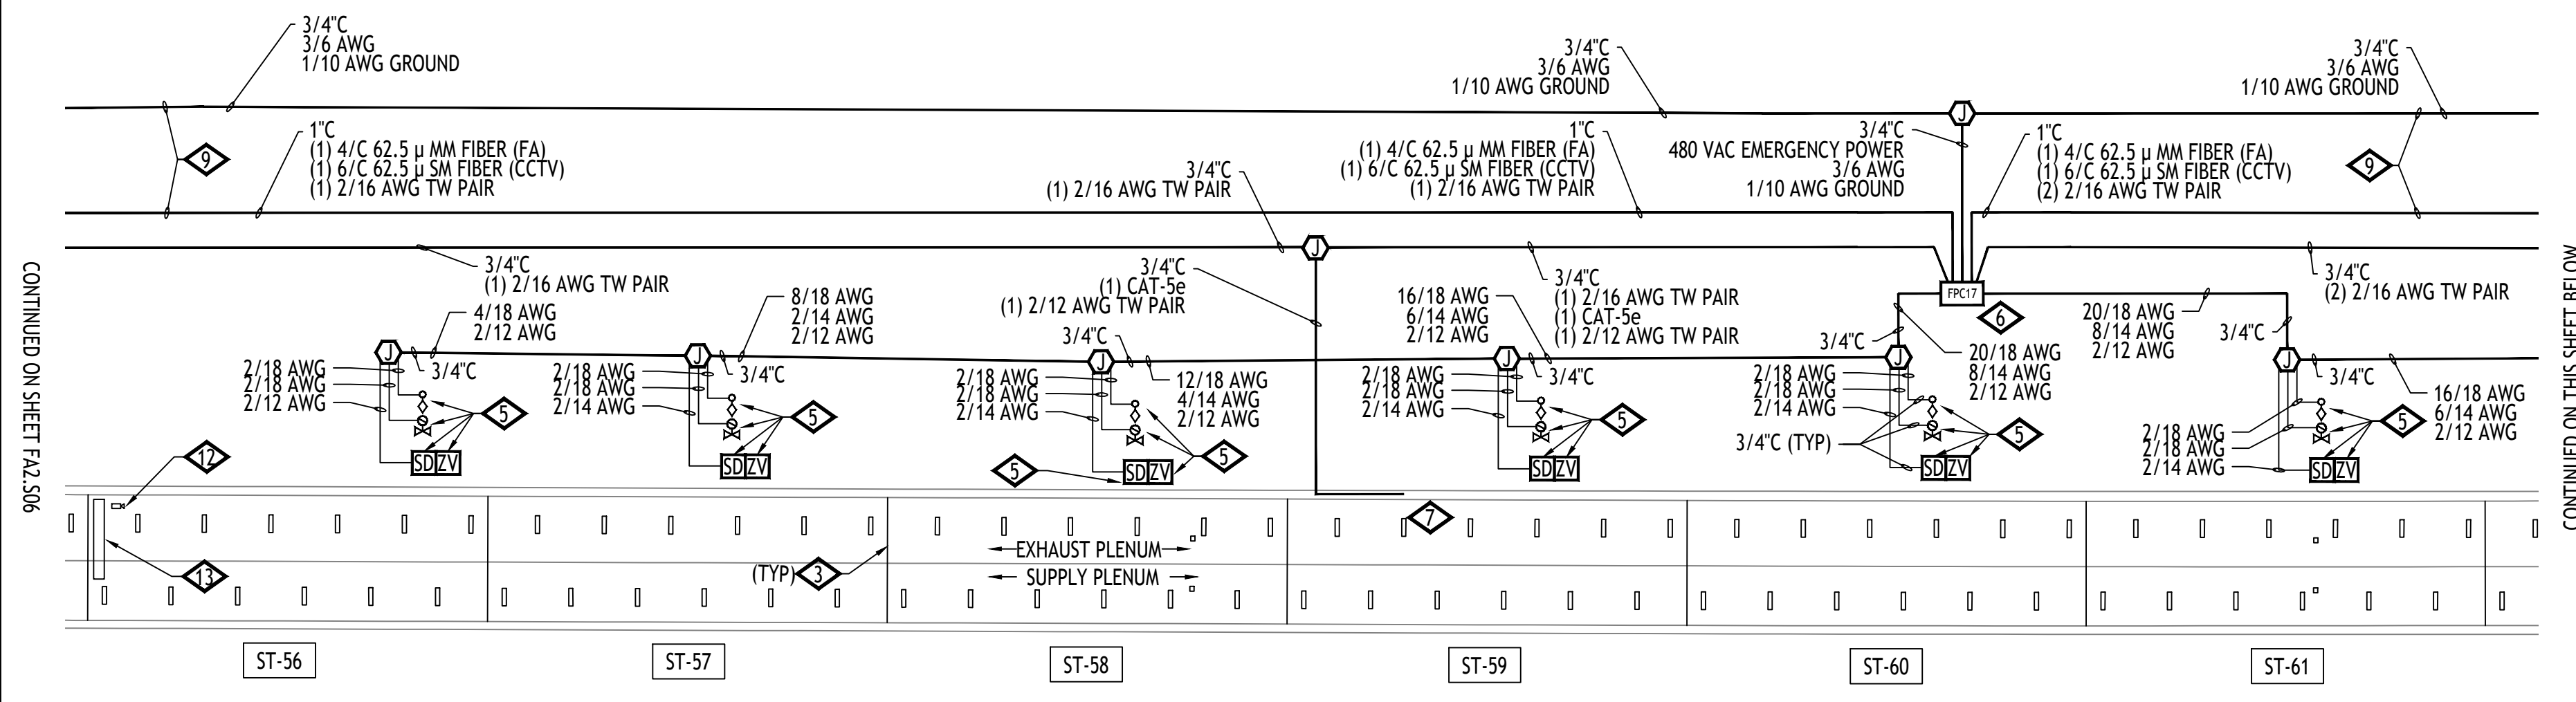 3/4"C
3/6 AWG
1/10 AWG GROUND
3/4"C
3/6 AWG
1/10 AWG GROUND
3/4"C
3/6 AWG
1/10 AWG GROUND
J
9
1"C
(1) 4/C 62.5 µ MM FIBER (FA)
(1) 6/C 62.5 µ SM FIBER (CCTV)
(1) 2/16 AWG TW PAIR
3/4"C
(1) 2/16 AWG TW PAIR
1"C
(1) 4/C 62.5 µ MM FIBER (FA)
(1) 6/C 62.5 µ SM FIBER (CCTV)
(1) 2/16 AWG TW PAIR
3/4"C
480 VAC EMERGENCY POWER
3/6 AWG
1/10 AWG GROUND
1"C
(1) 4/C 62.5 µ MM FIBER (FA)
(1) 6/C 62.5 µ SM FIBER (CCTV)
(2) 2/16 AWG TW PAIR
9
CONTINUED ON SHEET FA2.S06
3/4"C
(1) 2/16 AWG TW PAIR
J
3/4"C
(1) CAT-5e
(1) 2/12 AWG TW PAIR
3/4"C
(1) 2/16 AWG TW PAIR
(1) CAT-5e
(1) 2/12 AWG TW PAIR
FPC17
6
3/4"C
(2) 2/16 AWG TW PAIR
CONTINUED ON THIS SHEET BELOW
4/18 AWG
2/12 AWG
J
3/4"C
2/18 AWG
2/18 AWG
2/12 AWG
5
SD ZV
8/18 AWG
2/14 AWG
2/12 AWG
J
3/4"C
2/18 AWG
2/18 AWG
2/14 AWG
5
SD ZV
3/4"C
J
12/18 AWG
4/14 AWG
2/12 AWG
2/18 AWG
2/18 AWG
2/14 AWG
5
5
SD ZV
16/18 AWG
6/14 AWG
2/12 AWG
J
3/4"C
2/18 AWG
2/18 AWG
2/14 AWG
5
SD ZV
3/4"C
J
20/18 AWG
8/14 AWG
2/12 AWG
2/18 AWG
2/18 AWG
2/14 AWG
3/4"C (TYP)
5
SD ZV
20/18 AWG
8/14 AWG
2/12 AWG
3/4"C
J
3/4"C
16/18 AWG
6/14 AWG
2/12 AWG
2/18 AWG
2/18 AWG
2/14 AWG
5
SD ZV
12
13
(TYP) 3
EXHAUST PLENUM
SUPPLY PLENUM
7
ST-56
ST-57
ST-58
ST-59
ST-60
ST-61